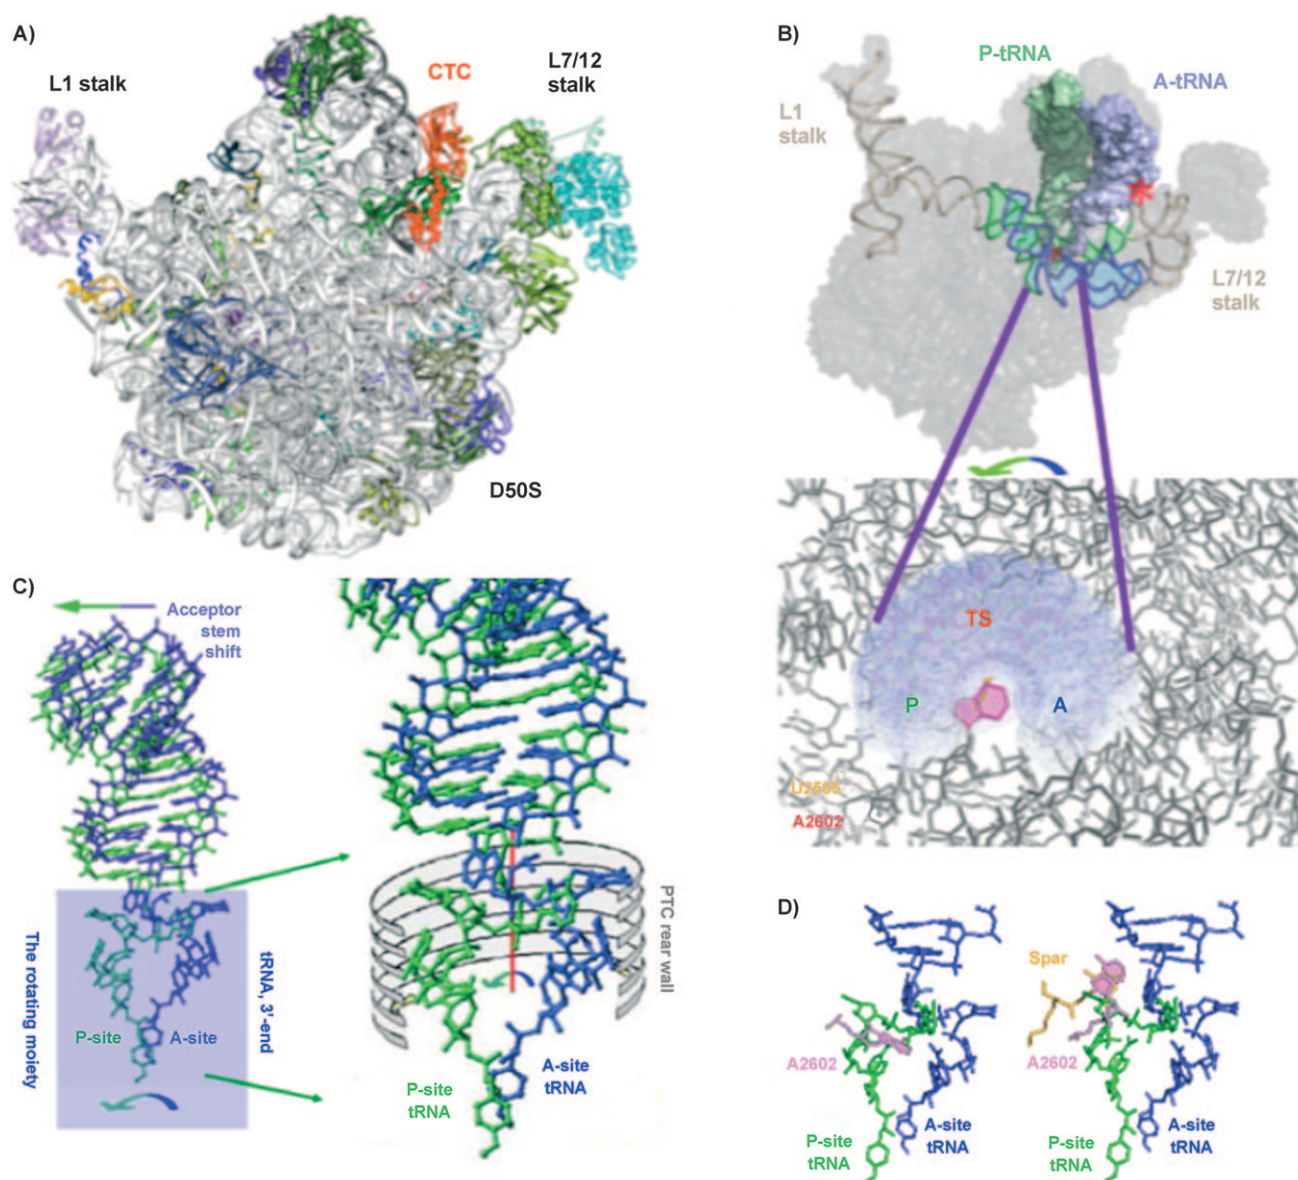 A)
L1 stalk
CTC
L7/12
stalk
D50S
B)
P-tRNA
A-tRNA
L1
stalk
L7/12
stalk
TS
P
A
A2602
C)
Acceptor
stem
shift
The rotating moiety
P-site
A-site
tRNA, 3'-end
PTC rear wall
P-site
tRNA
A-site
tRNA
D)
A2602
P-site
tRNA
A-site
tRNA
Spar
A2602
P-site
tRNA
A-site
tRNA